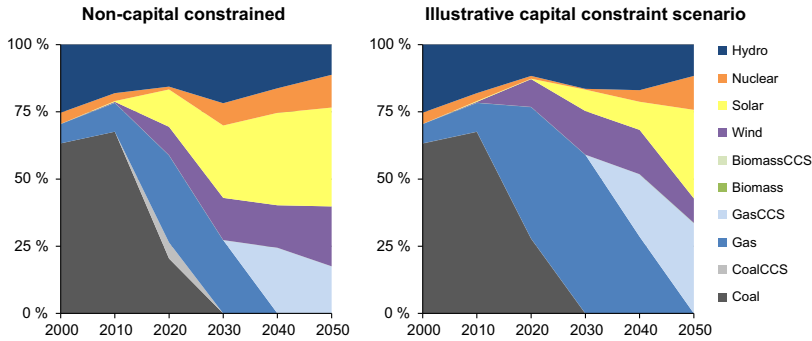 Non-capital constrained
100 %
75 %
50 %
25 %
0 %
2000 2010 2020 2030 2040 2050
Illustrative capital constraint scenario
100 %
75 %
50 %
25 %
0 %
2000 2010 2020 2030 2040 2050
Hydro
Nuclear
Solar
Wind
BiomassCCS
Biomass
GasCCS
Gas
CoalCCS
Coal